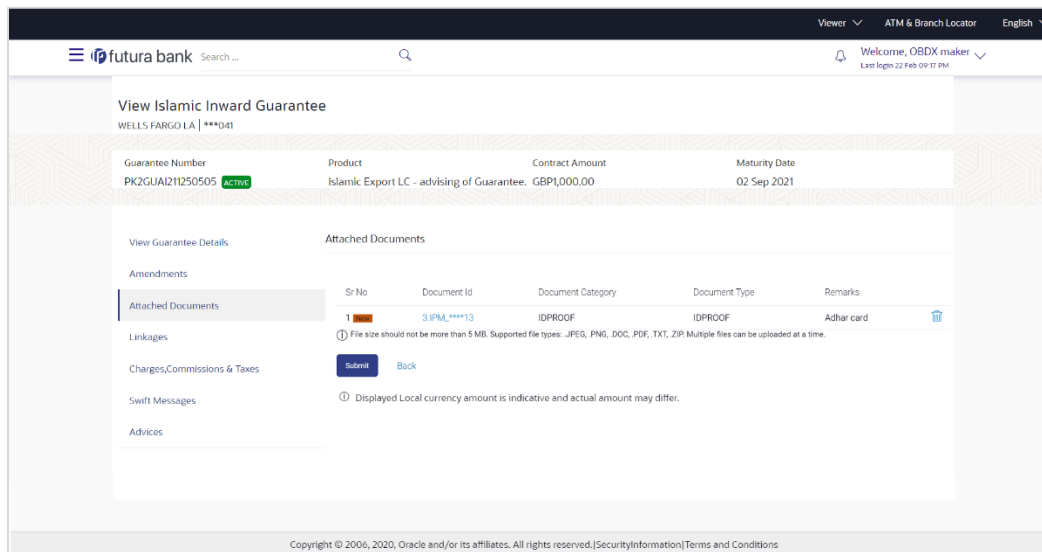 Viewer ATM & Branch Locator English
futura bank Search ... Welcome, OBDX maker
Last login 22 Feb 09:17 PM
View Islamic Inward Guarantee
WELLS FARGO LA | ***041
Guarantee Number Product Contract Amount Maturity Date
PK2GUAI211250505 ACTIVE Islamic Export LC - advising of Guarantee. GBP1,000.00 02 Sep 2021
View Guarantee Details
Amendments
Attached Documents
Linkages
Charges,Commissions & Taxes
Swift Messages
Advices
Attached Documents
Sr No Document Id Document Category Document Type Remarks
1 New 3.IPM_****13 IDPROOF IDPROOF Adhar card
File size should not be more than 5 MB. Supported file types: .JPEG, .PNG, .DOC, .PDF, .TXT, .ZIP. Multiple files can be uploaded at a time.
Submit Back
Displayed Local currency amount is indicative and actual amount may differ.
Copyright © 2006, 2020, Oracle and/or its affiliates. All rights reserved.|SecurityInformation|Terms and Conditions